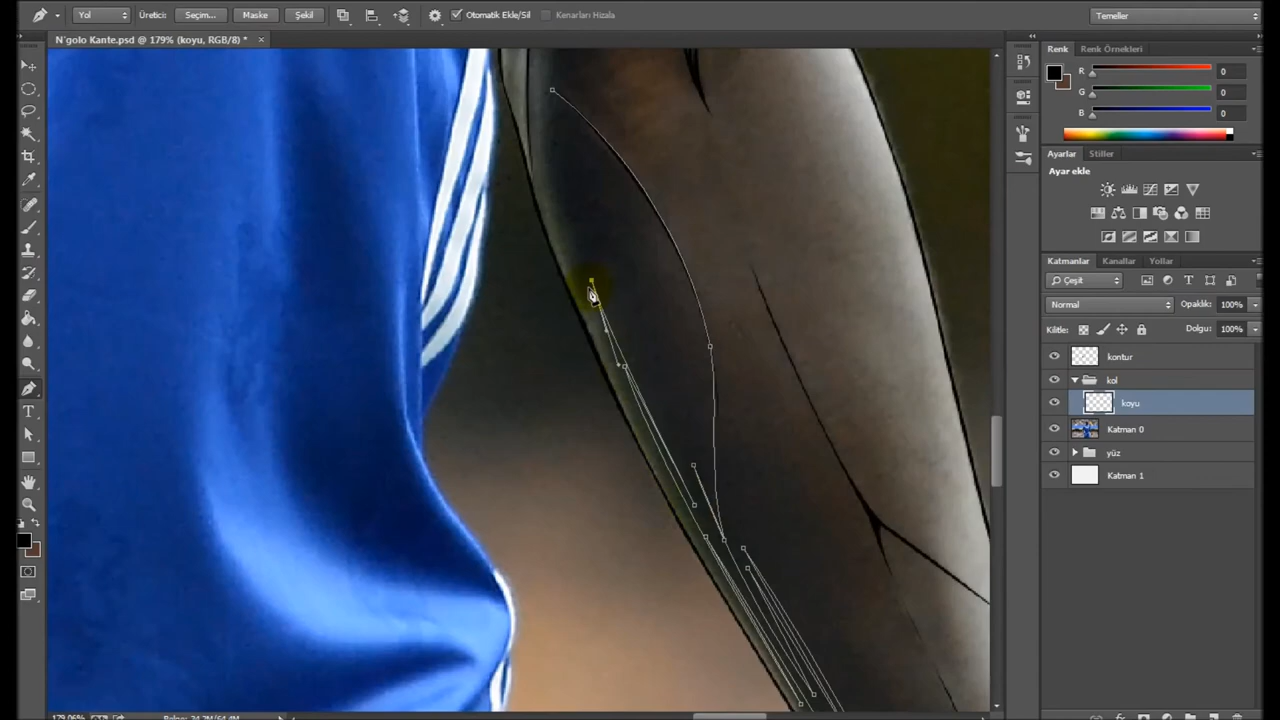 Yol Üretici: Seçim... Maske Şekil Otomatik Ekle/Sil Kenarları Hizala Temeller
N`golo Kante.psd @ 179% (koyu, RGB/8) * ×
Renk Renk Örnekleri
R 0
G 0
B 0
Ayarlar Stiller
Ayar ekle
Katmanlar Kanallar Yollar
Çeşit
Normal Opaklık: 100%
Kilitle: Dolgu: 100%
kontur
kol
koyu
Katman 0
yüz
Katman 1